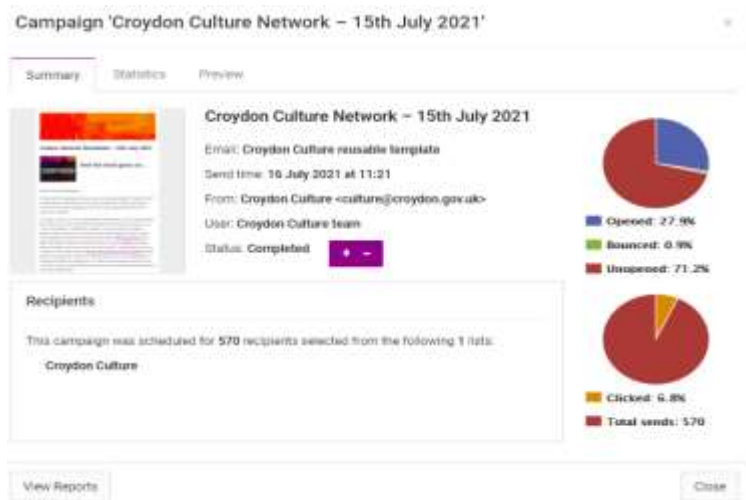 Campaign 'Croydon Culture Network – 15th July 2021'
×
Summary
Statistics
Preview
Croydon Culture Network – 15th July 2021
Email: Croydon Culture reusable template
Send time: 16 July 2021 at 11:21
From: Croydon Culture <culture@croydon.gov.uk>
User: Croydon Culture team
Status: Completed
+ –
Opened: 27.9%
Bounced: 0.9%
Unopened: 71.2%
Recipients
This campaign was scheduled for 570 recipients selected from the following 1 lists:
Croydon Culture
Clicked: 6.8%
Total sends: 570
View Reports
Close